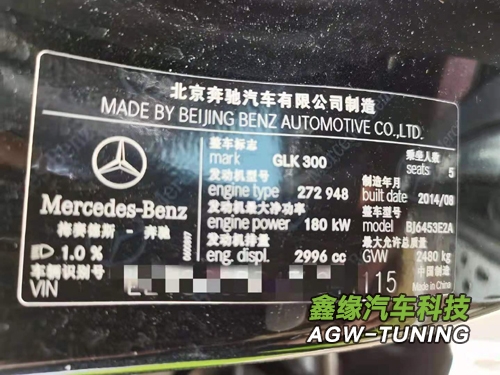 北京奔驰汽车有限公司制造
MADE BY BEIJING BENZ AUTOMOTIVE CO.,LTD.
整车标志
mark GLK 300
乘坐人数
seats 5
发动机型号
engine type 272 948
制造年月
built date 2014/08
发动机最大净功率
engine power 180 kW
整车型号
model BJ6453E2A
发动机排量
eng. displ. 2996 cc
最大允许总质量
GVW 2480 kg
Mercedes-Benz
梅赛德斯 - 奔驰
1.0 %
车辆识别号
VIN
115
中国制造
Made in China
鑫缘汽车科技
AGW-TUNING